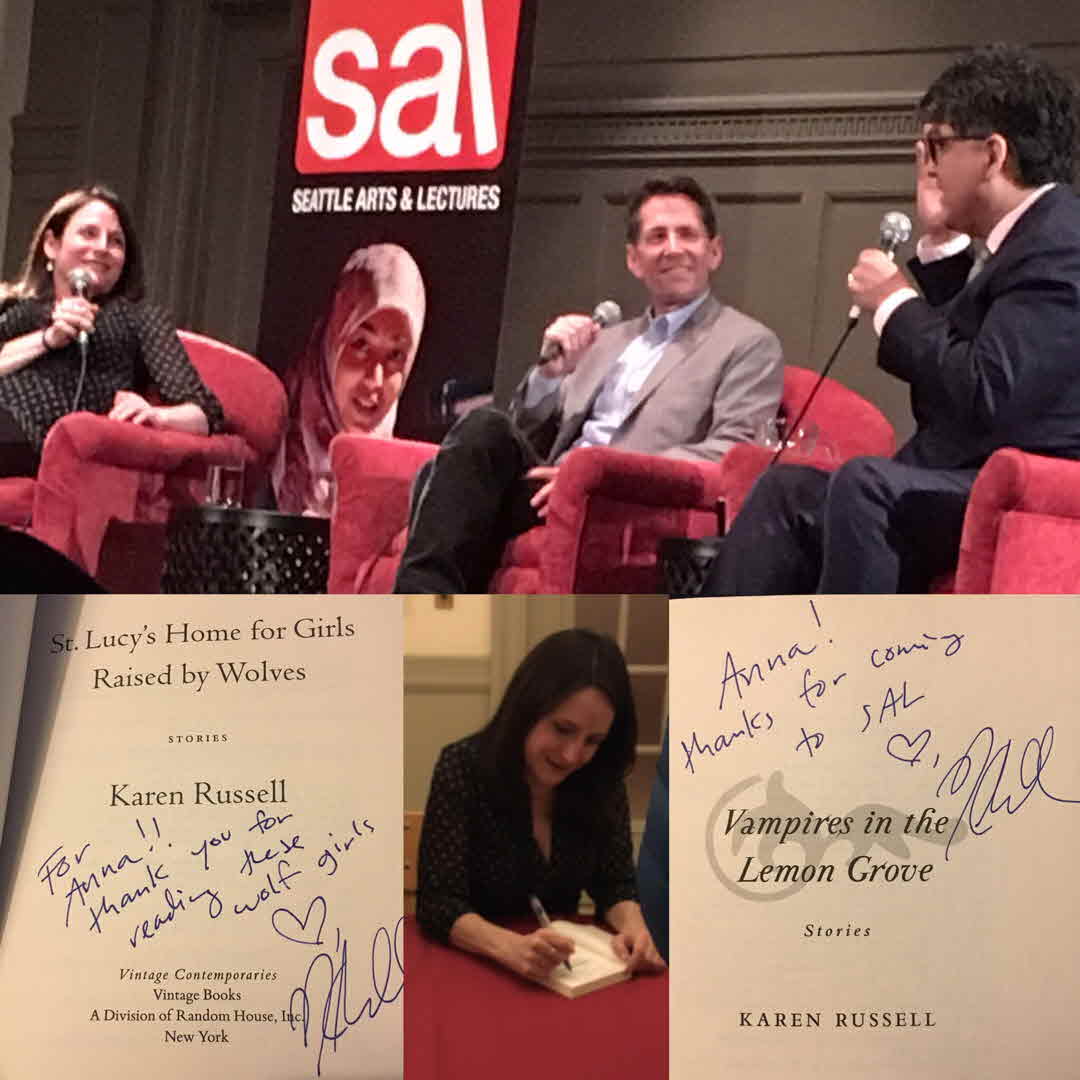 sal
SEATTLE ARTS & LECTURES
St. Lucy's Home for Girls
Raised by Wolves
STORIES
Karen Russell
For
Anna!!
thank you for
reading these
wolf girls
Vintage Contemporaries
Vintage Books
A Division of Random House, Inc.
New York
Anna!
thanks for coming
to SAL
Vampires in the
Lemon Grove
Stories
KAREN RUSSELL